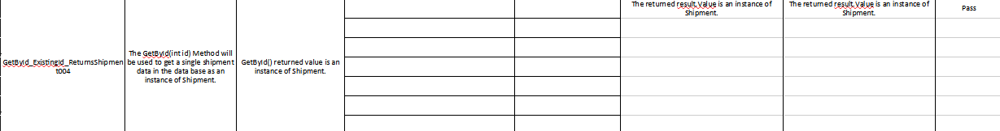 The returned result.Value is an instance of
Shipment.
The returned result.Value is an instance of
Shipment.
Pass
GetById_ExistingId_ReturnsShipmen
t004
The GetById(int id) Method will
be used to get a single shipment
data in the data base as an
instance of Shipment.
GetById() returned value is an
instance of Shipment.